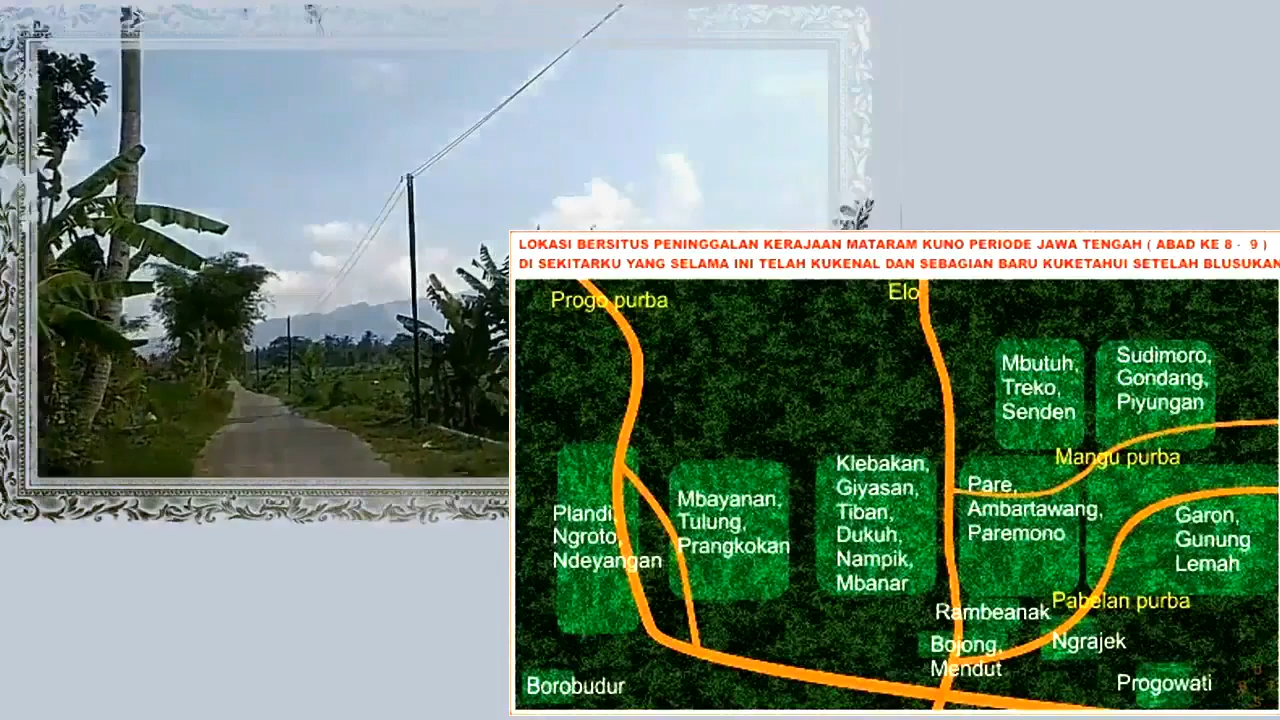 LOKASI BERSITUS PENINGGALAN KERAJAAN MATARAM KUNO PERIODE JAWA TENGAH ( ABAD KE 8 - 9 )
DI SEKITARKU YANG SELAMA INI TELAH KUKENAL DAN SEBAGIAN BARU KUKETAHUI SETELAH BLUSUKAN
Progo purba
Elo
Mbutuh,
Treko,
Senden
Sudimoro,
Gondang,
Piyungan
Mangu purba
Klebakan,
Giyasan,
Tiban,
Dukuh,
Nampik,
Mbanar
Pare,
Ambartawang,
Paremono
Mbayanan,
Tulung,
Prangkokan
Plandi,
Ngroto,
Ndeyangan
Garon,
Gunung
Lemah
Pabelan purba
Rambeanak
Bojong,
Mendut
Ngrajek
Borobudur
Progowati